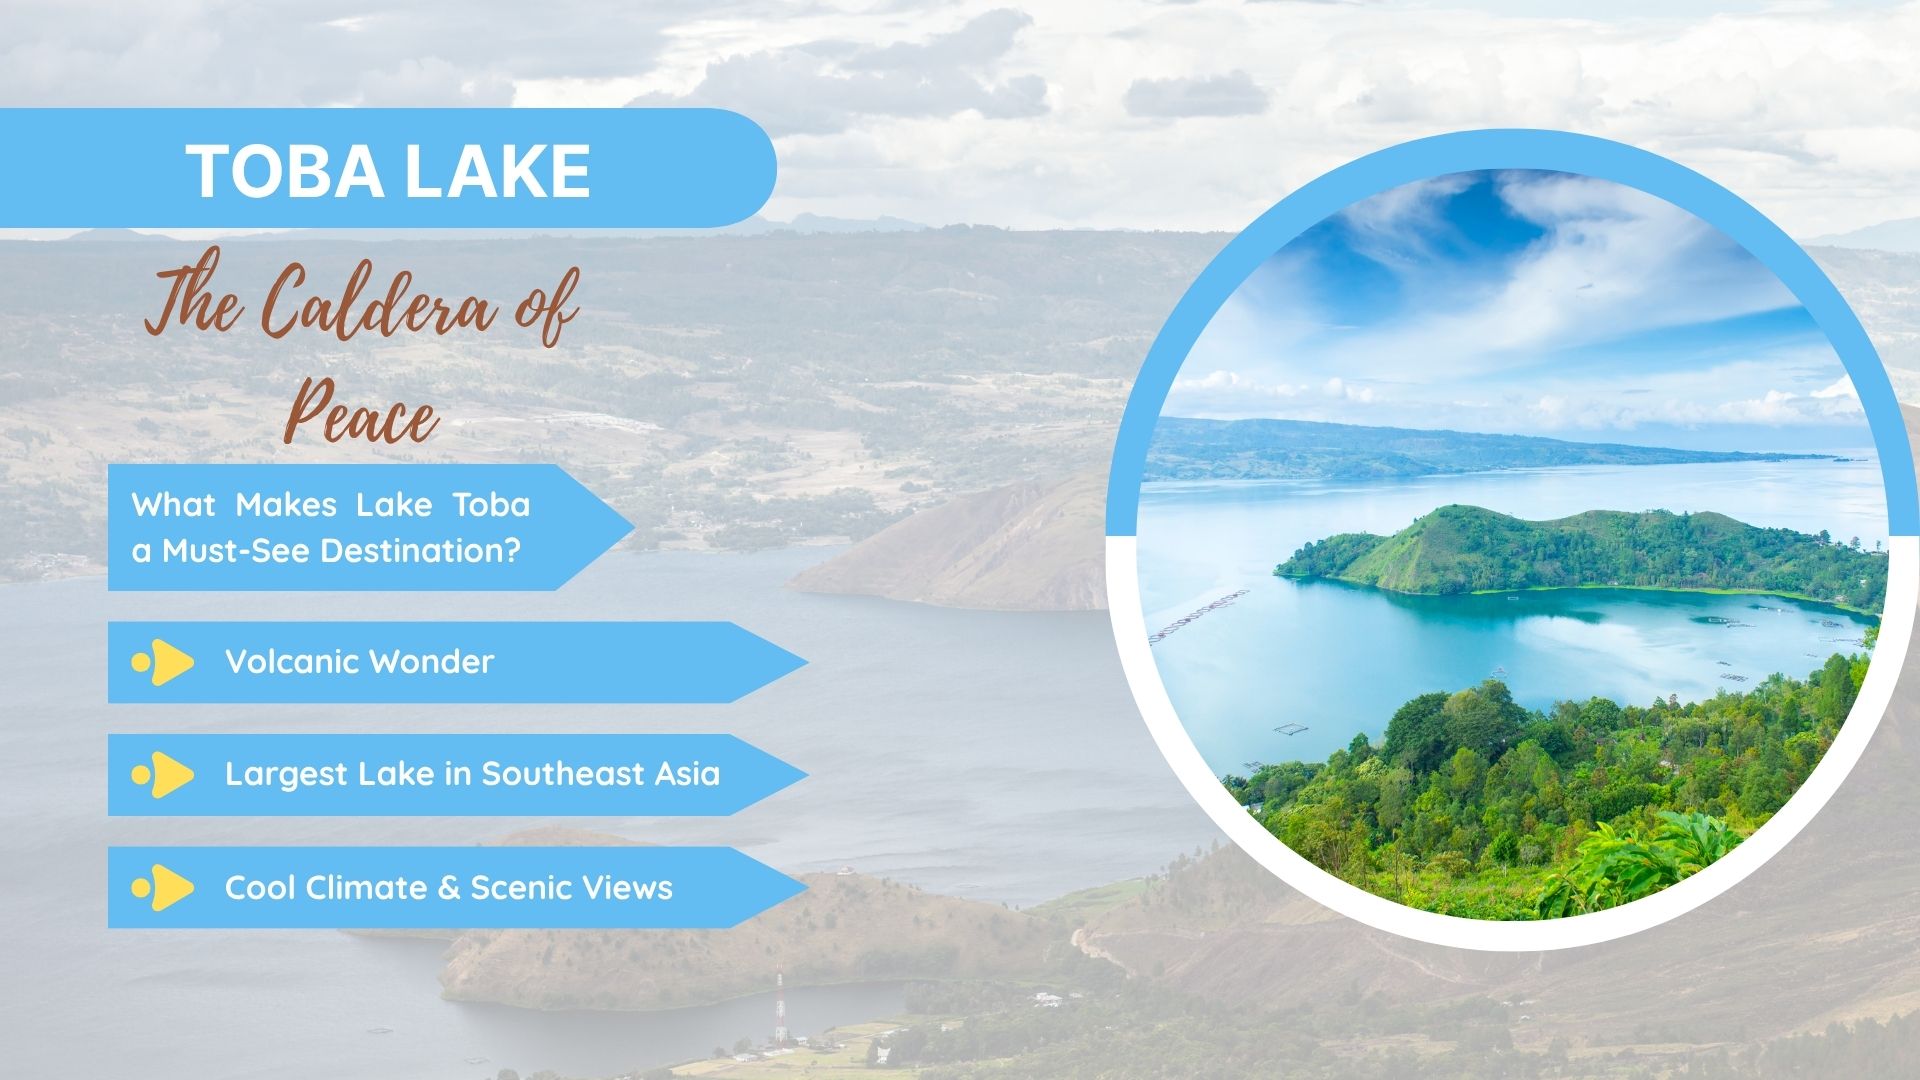 TOBA LAKE
The Caldera of
Peace
What Makes Lake Toba
a Must-See Destination?
Volcanic Wonder
Largest Lake in Southeast Asia
Cool Climate & Scenic Views